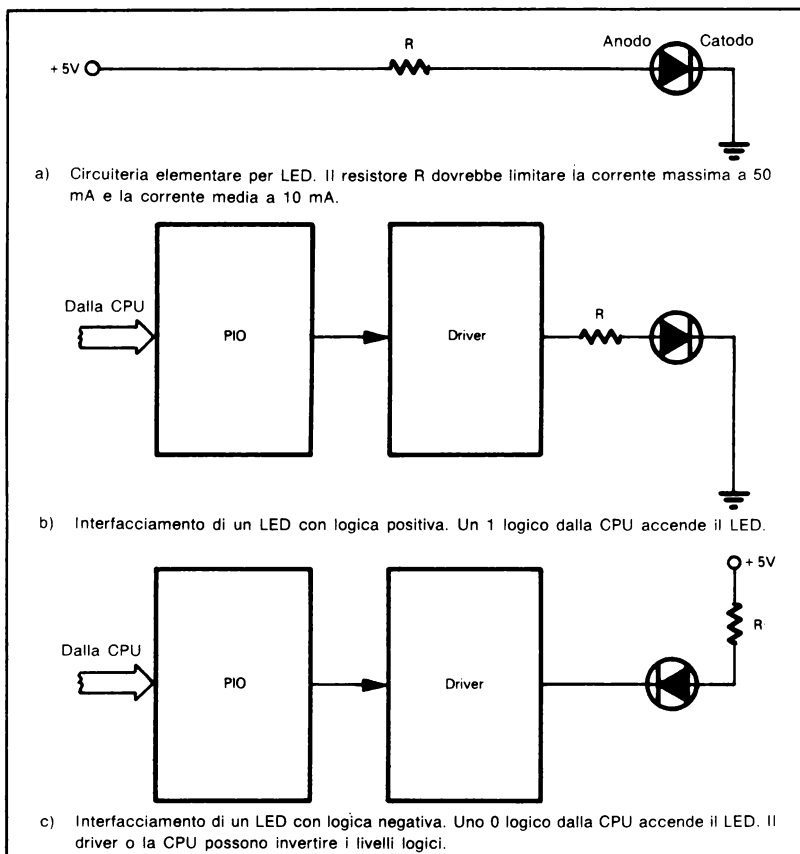 R
Anodo Catodo
+ 5V
a) Circuiteria elementare per LED. Il resistore R dovrebbe limitare la corrente massima a 50
mA e la corrente media a 10 mA.
Dalla CPU
PIO
Driver
R
b) Interfacciamento di un LED con logica positiva. Un 1 logico dalla CPU accende il LED.
+ 5V
R
Dalla CPU
PIO
Driver
c) Interfacciamento di un LED con logica negativa. Uno 0 logico dalla CPU accende il LED. Il
driver o la CPU possono invertire i livelli logici.